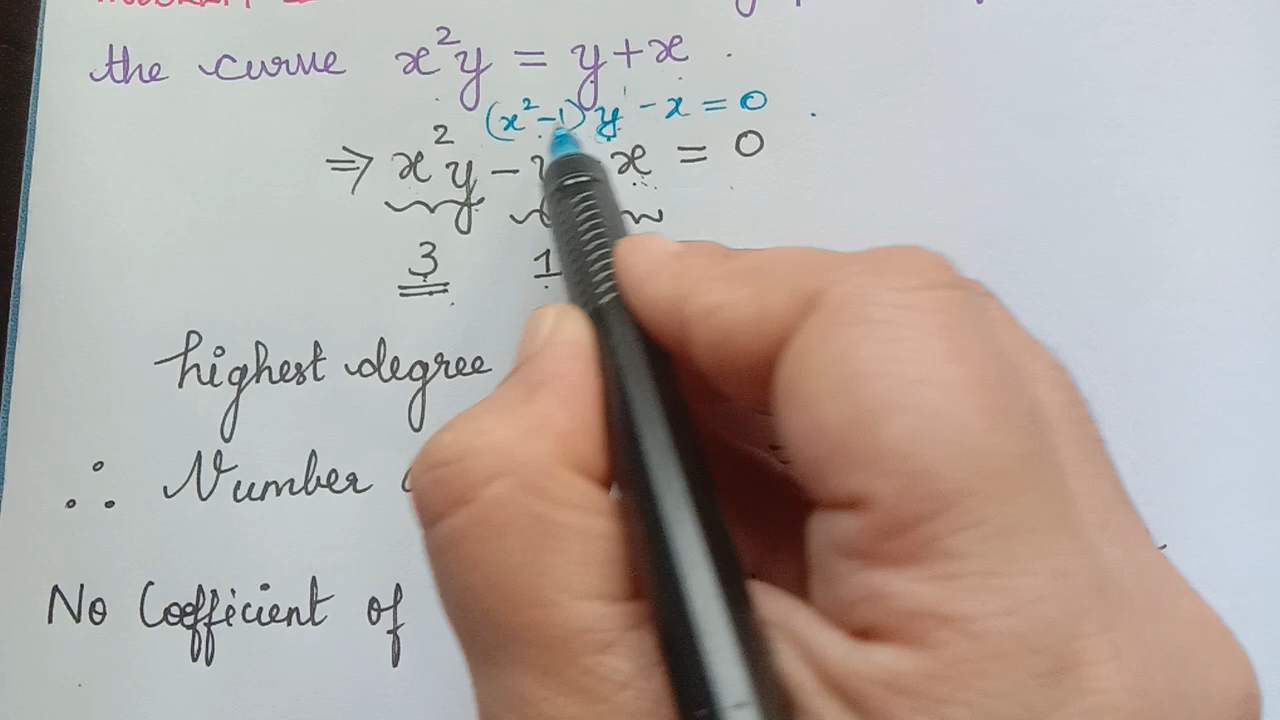 the curve x²y = y+x .
(x²-1) y - x = 0 .
⇒ x²y - x = 0
3 1
highest degree
∴ Number
No Coefficient of